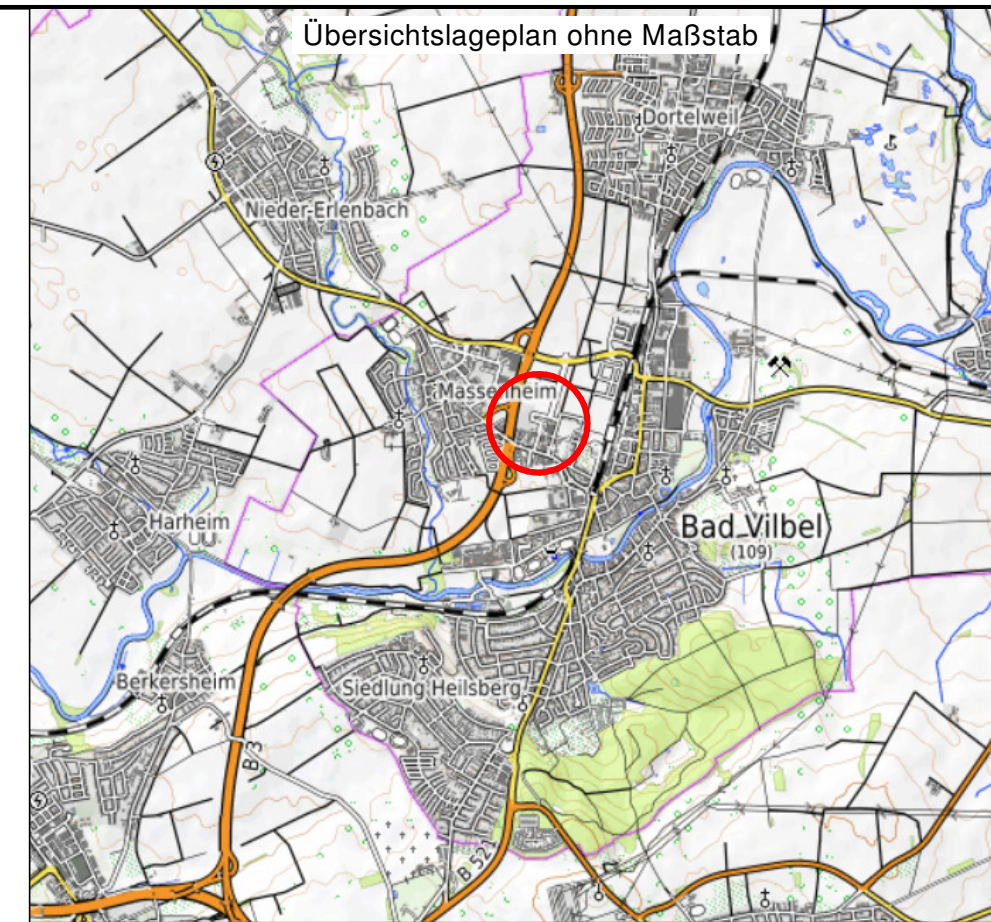 Übersichtslageplan ohne Maßstab
Dortelweil
Nieder-Erlenbach
Massenheim
Harheim
Bad Vilbel
(109)
Berkersheim
Siedlung Heilsberg
B 3
B 521